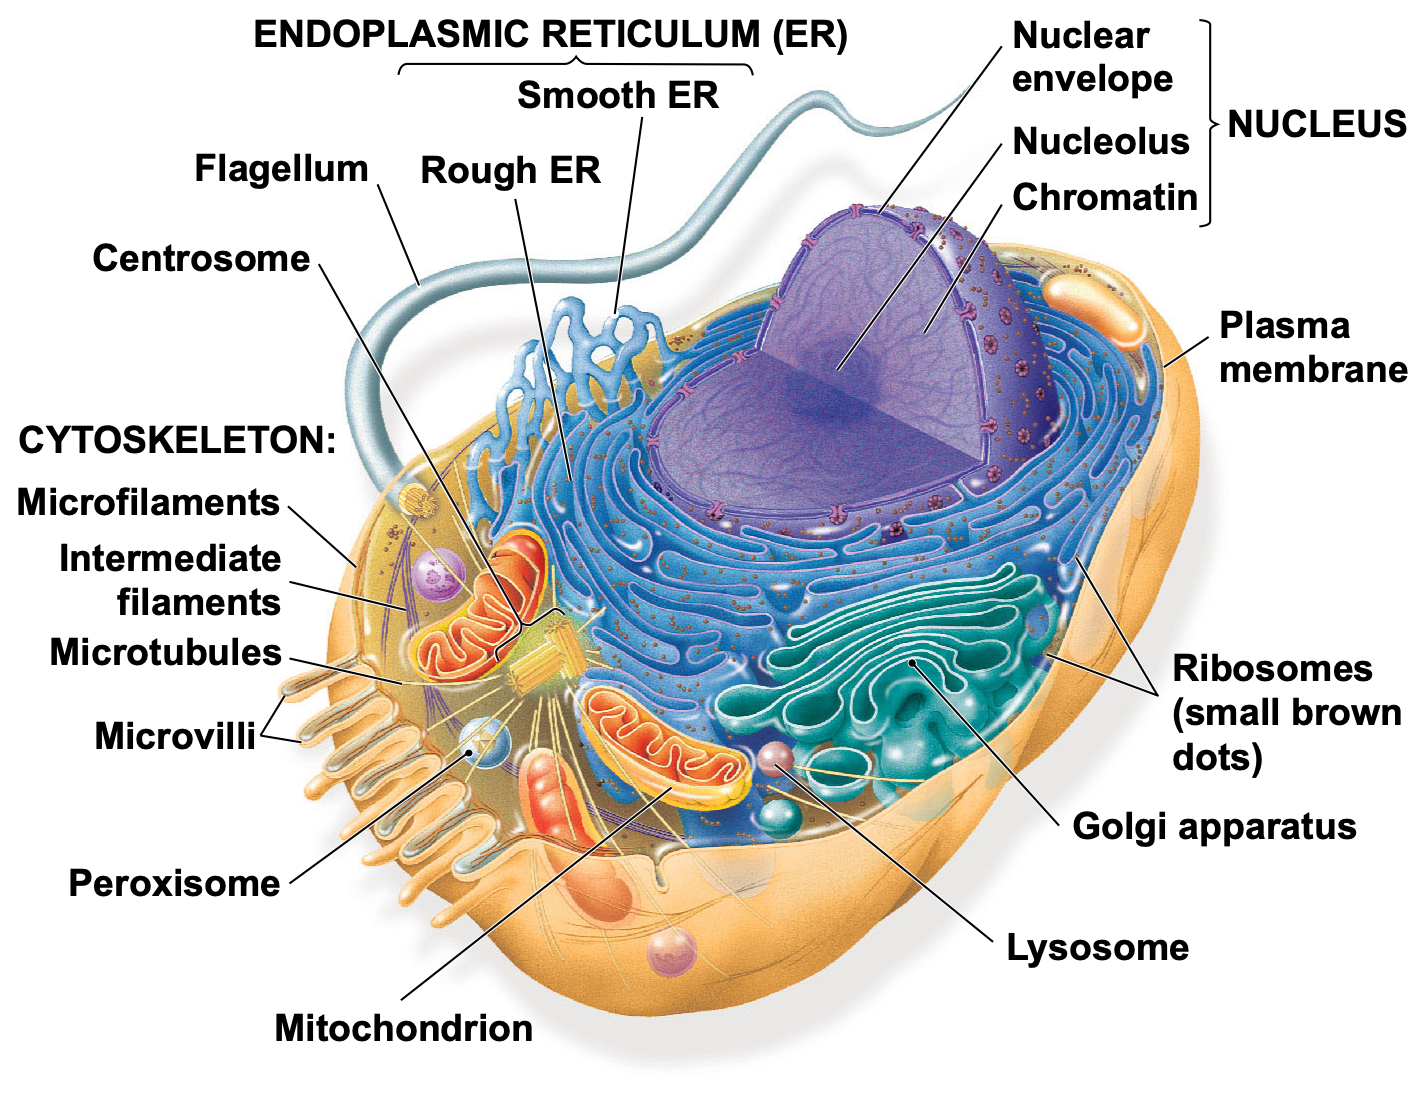 ENDOPLASMIC RETICULUM (ER)
Smooth ER
Rough ER
Flagellum
Centrosome
CYTOSKELETON:
Microfilaments
Intermediate
filaments
Microtubules
Microvilli
Peroxisome
Mitochondrion
Nuclear
envelope
Nucleolus
Chromatin
NUCLEUS
Plasma
membrane
Ribosomes
(small brown
dots)
Golgi apparatus
Lysosome